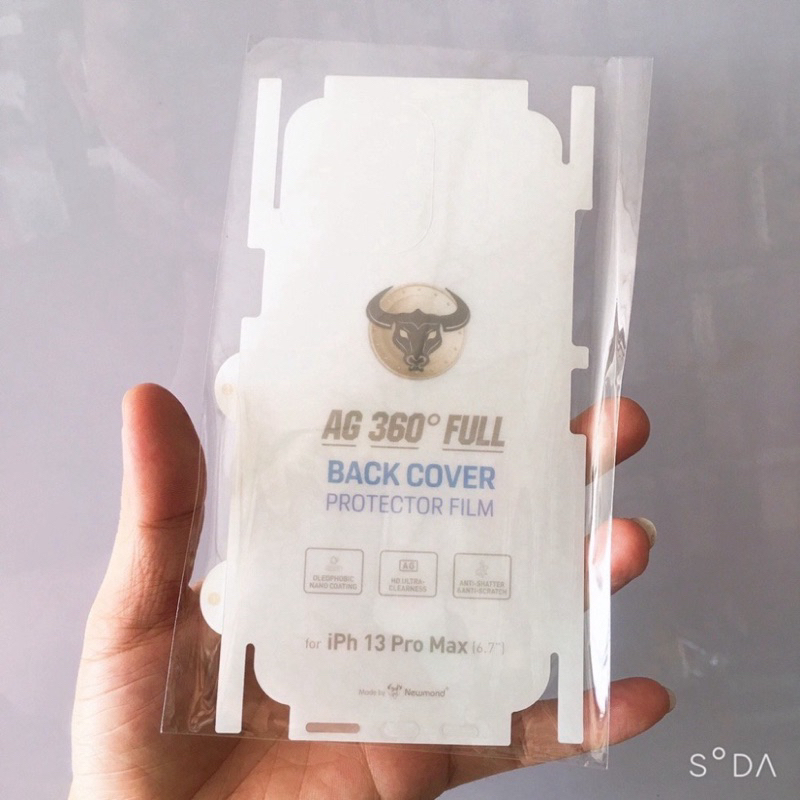 AG 360° FULL
BACK COVER
PROTECTOR FILM
OLEOPHOBIC
NANO COATING
AG
HD ULTRA-
CLEARNESS
ANTI-SHATTER
&ANTI-SCRATCH
for iPh 13 Pro Max [6.7"]
Made by Newmond
S°DA